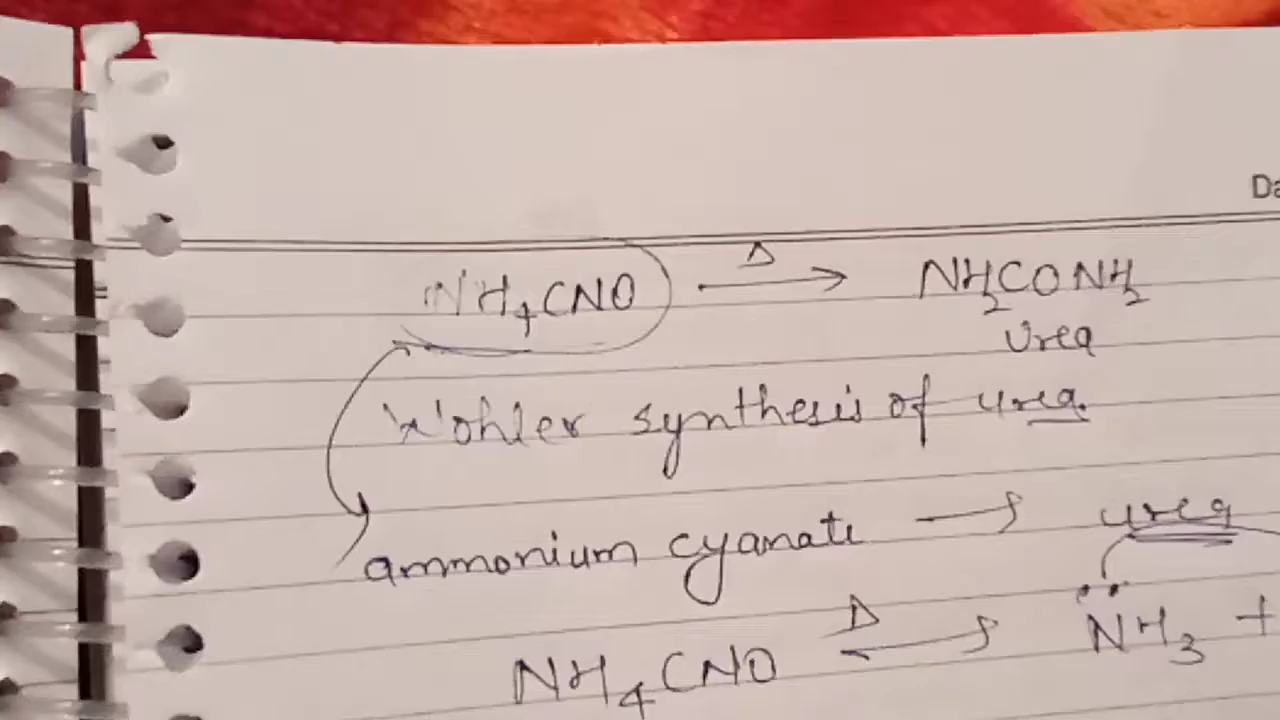 Da
NH₄CNO —Δ→ NH₂CONH₂
Urea
Wohler synthesis of urea.
ammonium cyanate → urea
NH₄CNO ⇌Δ NH₃ +